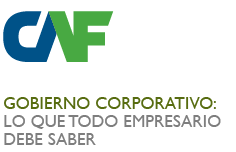 CAF
GOBIERNO CORPORATIVO:
LO QUE TODO EMPRESARIO
DEBE SABER